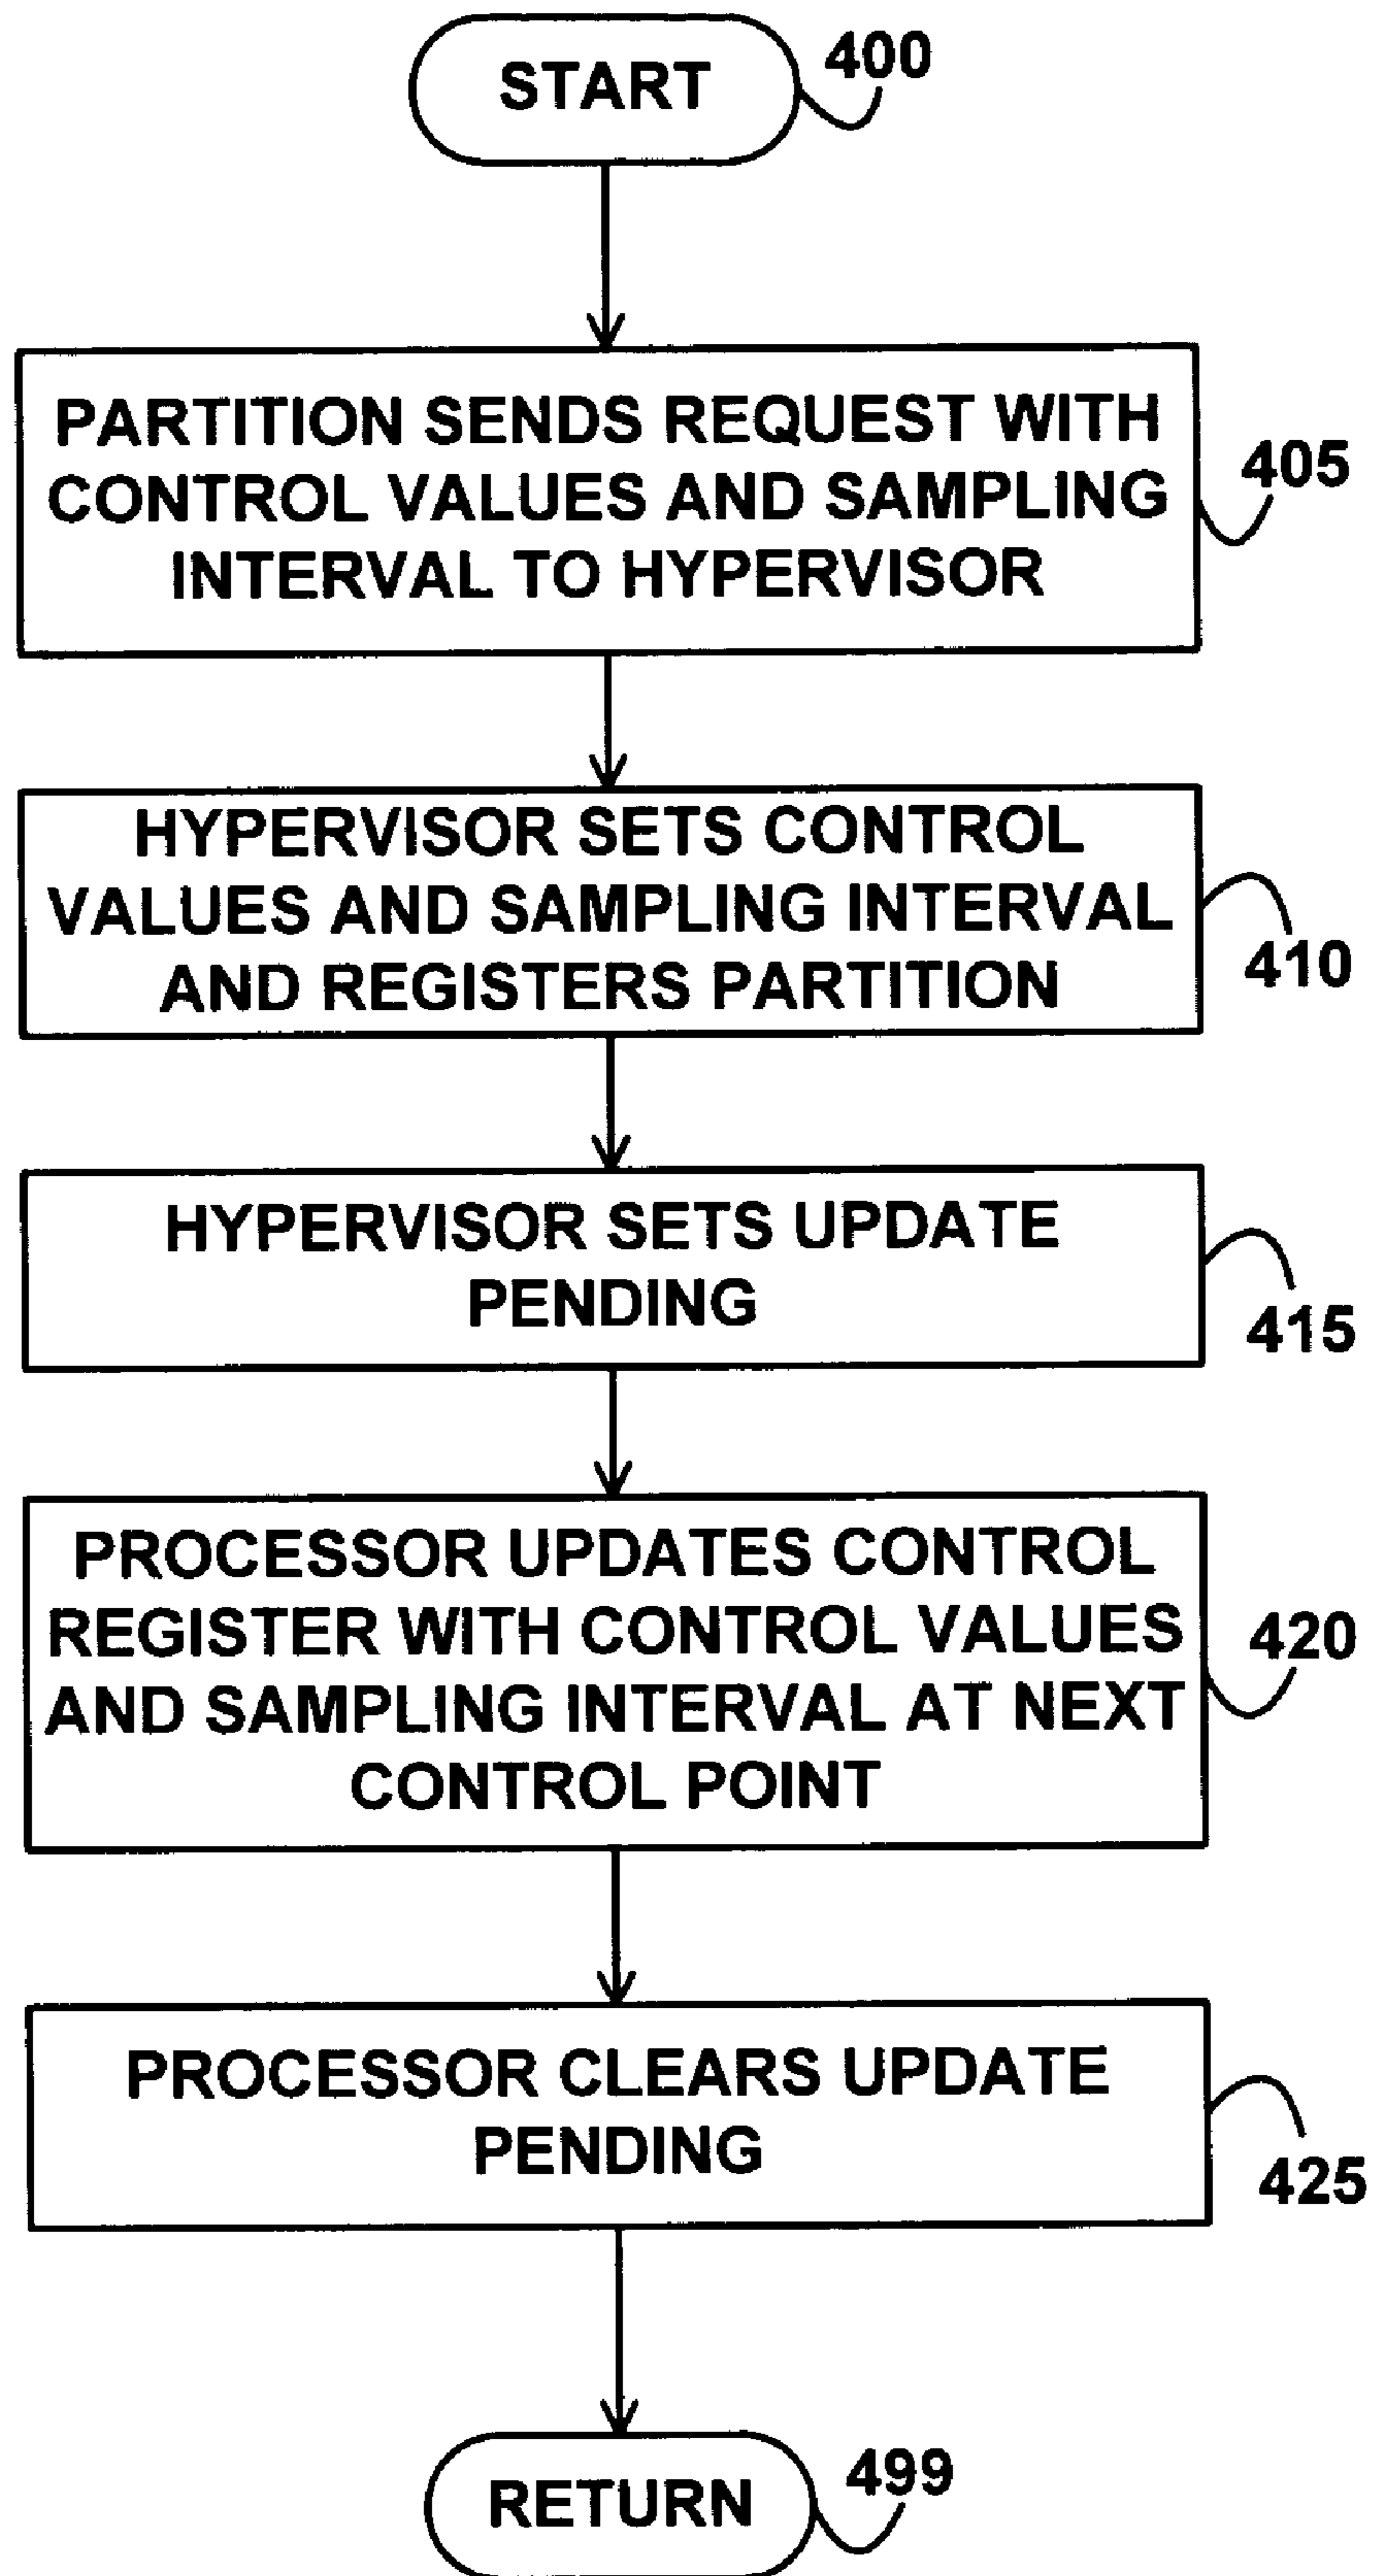 START
400
PARTITION SENDS REQUEST WITH
CONTROL VALUES AND SAMPLING
INTERVAL TO HYPERVISOR
405
HYPERVISOR SETS CONTROL
VALUES AND SAMPLING INTERVAL
AND REGISTERS PARTITION
410
HYPERVISOR SETS UPDATE
PENDING
415
PROCESSOR UPDATES CONTROL
REGISTER WITH CONTROL VALUES
AND SAMPLING INTERVAL AT NEXT
CONTROL POINT
420
PROCESSOR CLEARS UPDATE
PENDING
425
RETURN
499